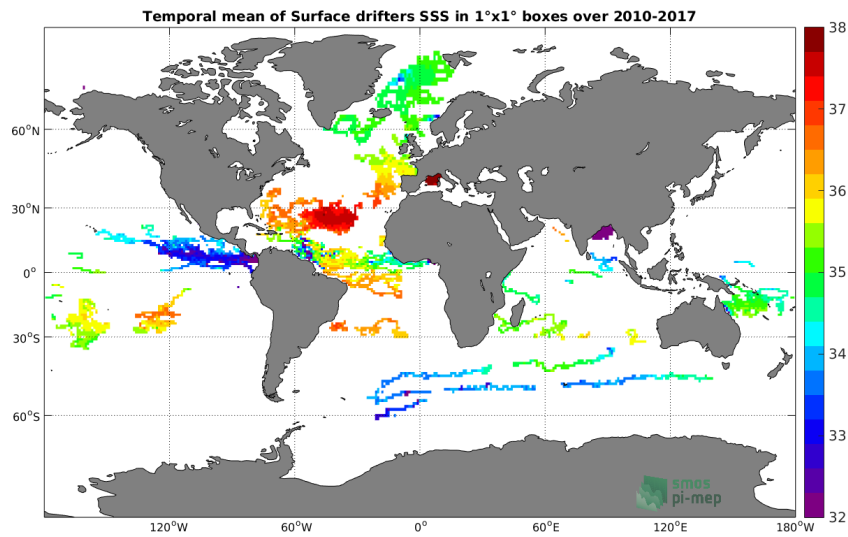 Temporal mean of Surface drifters SSS in 1°x1° boxes over 2010-2017
38
37
36
35
34
33
32
60°N
30°N
0°
30°S
60°S
120°W
60°W
0°
60°E
120°E
180°W
smos
pi-mep